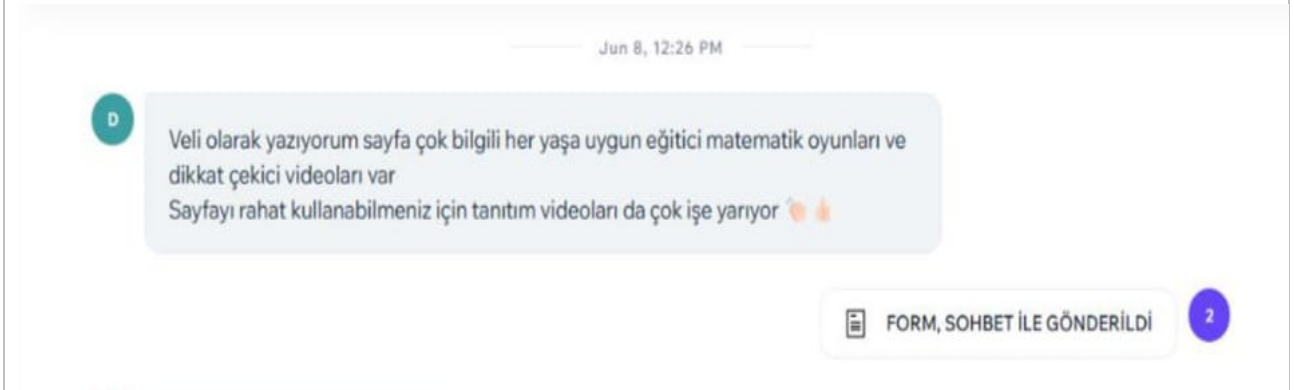 Jun 8, 12:26 PM
D
Veli olarak yazıyorum sayfa çok bilgili her yaşa uygun eğitici matematik oyunları ve
dikkat çekici videoları var
Sayfayı rahat kullanabilmeniz için tanıtım videoları da çok işe yarıyor 👏🏻👍🏻
FORM, SOHBET İLE GÖNDERİLDİ
2